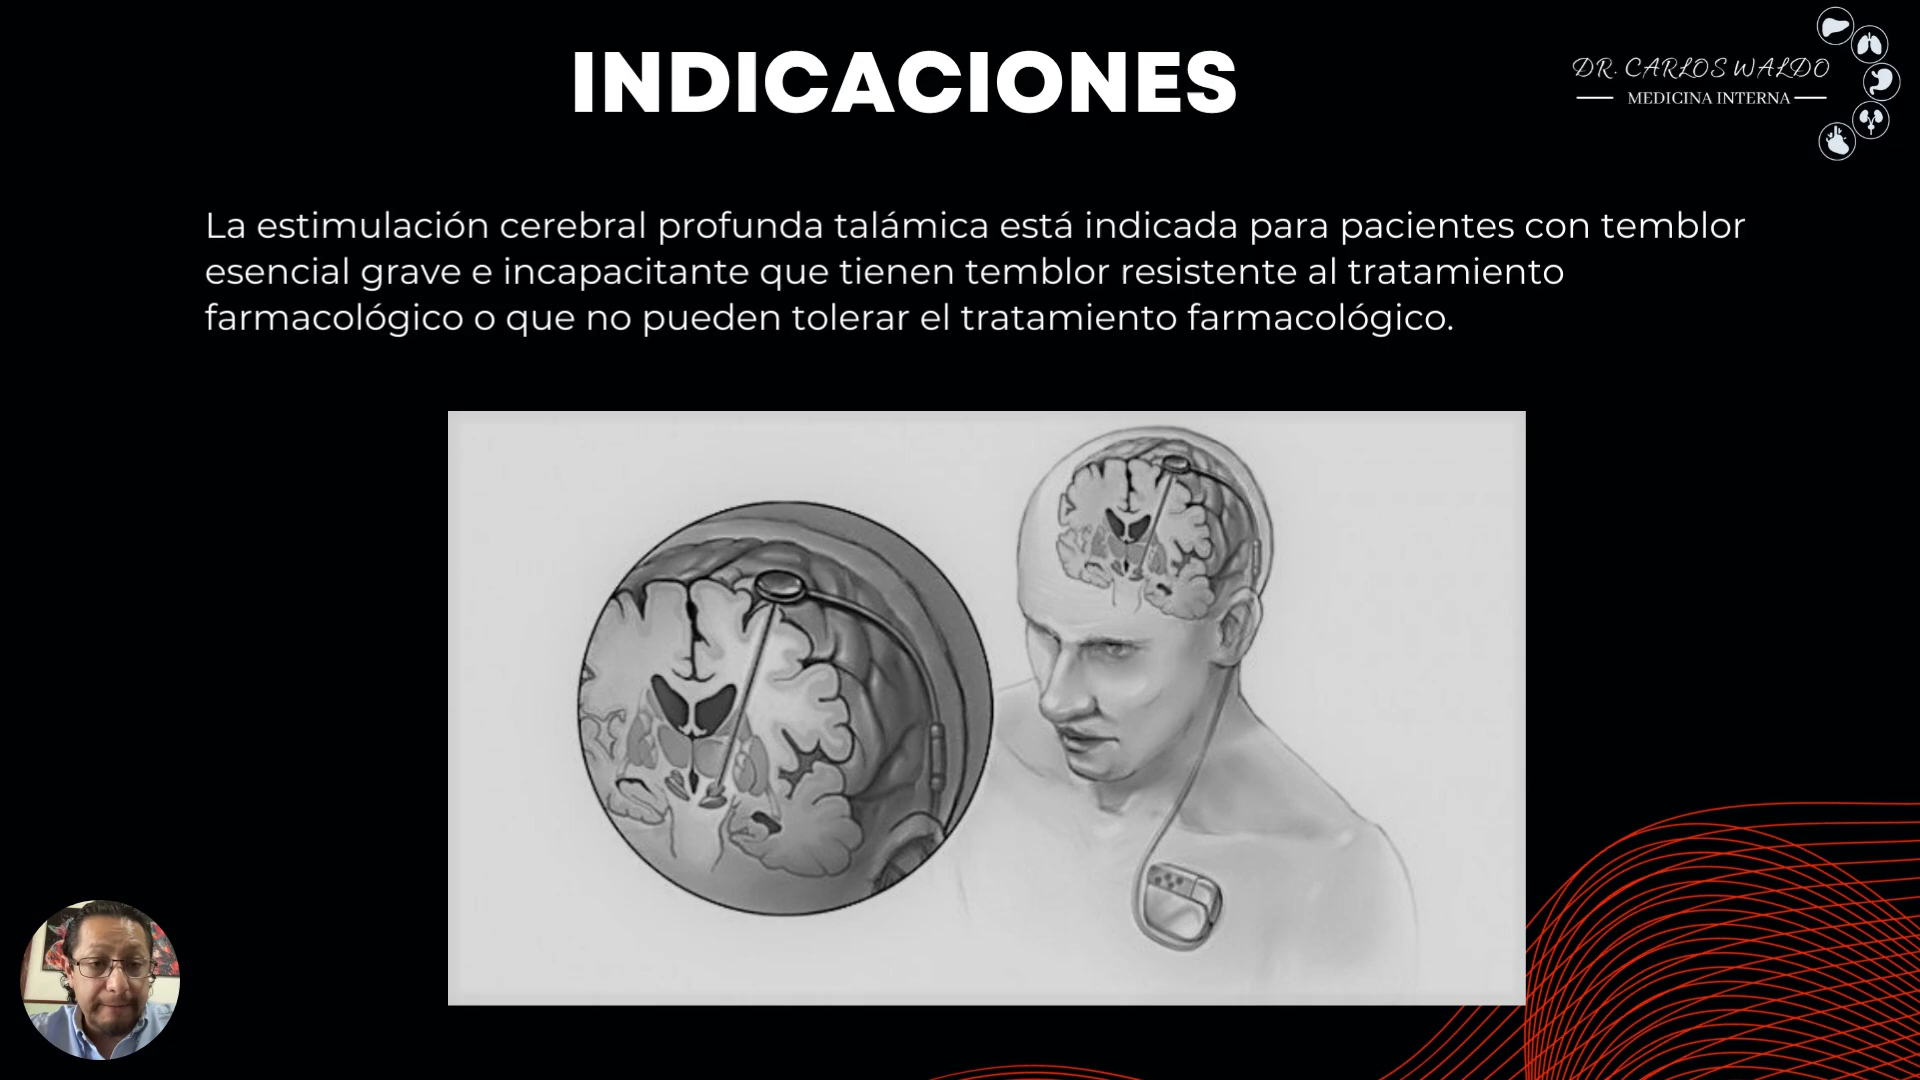 INDICACIONES
DR. CARLOS WALDO
MEDICINA INTERNA
La estimulación cerebral profunda talámica está indicada para pacientes con temblor
esencial grave e incapacitante que tienen temblor resistente al tratamiento
farmacológico o que no pueden tolerar el tratamiento farmacológico.